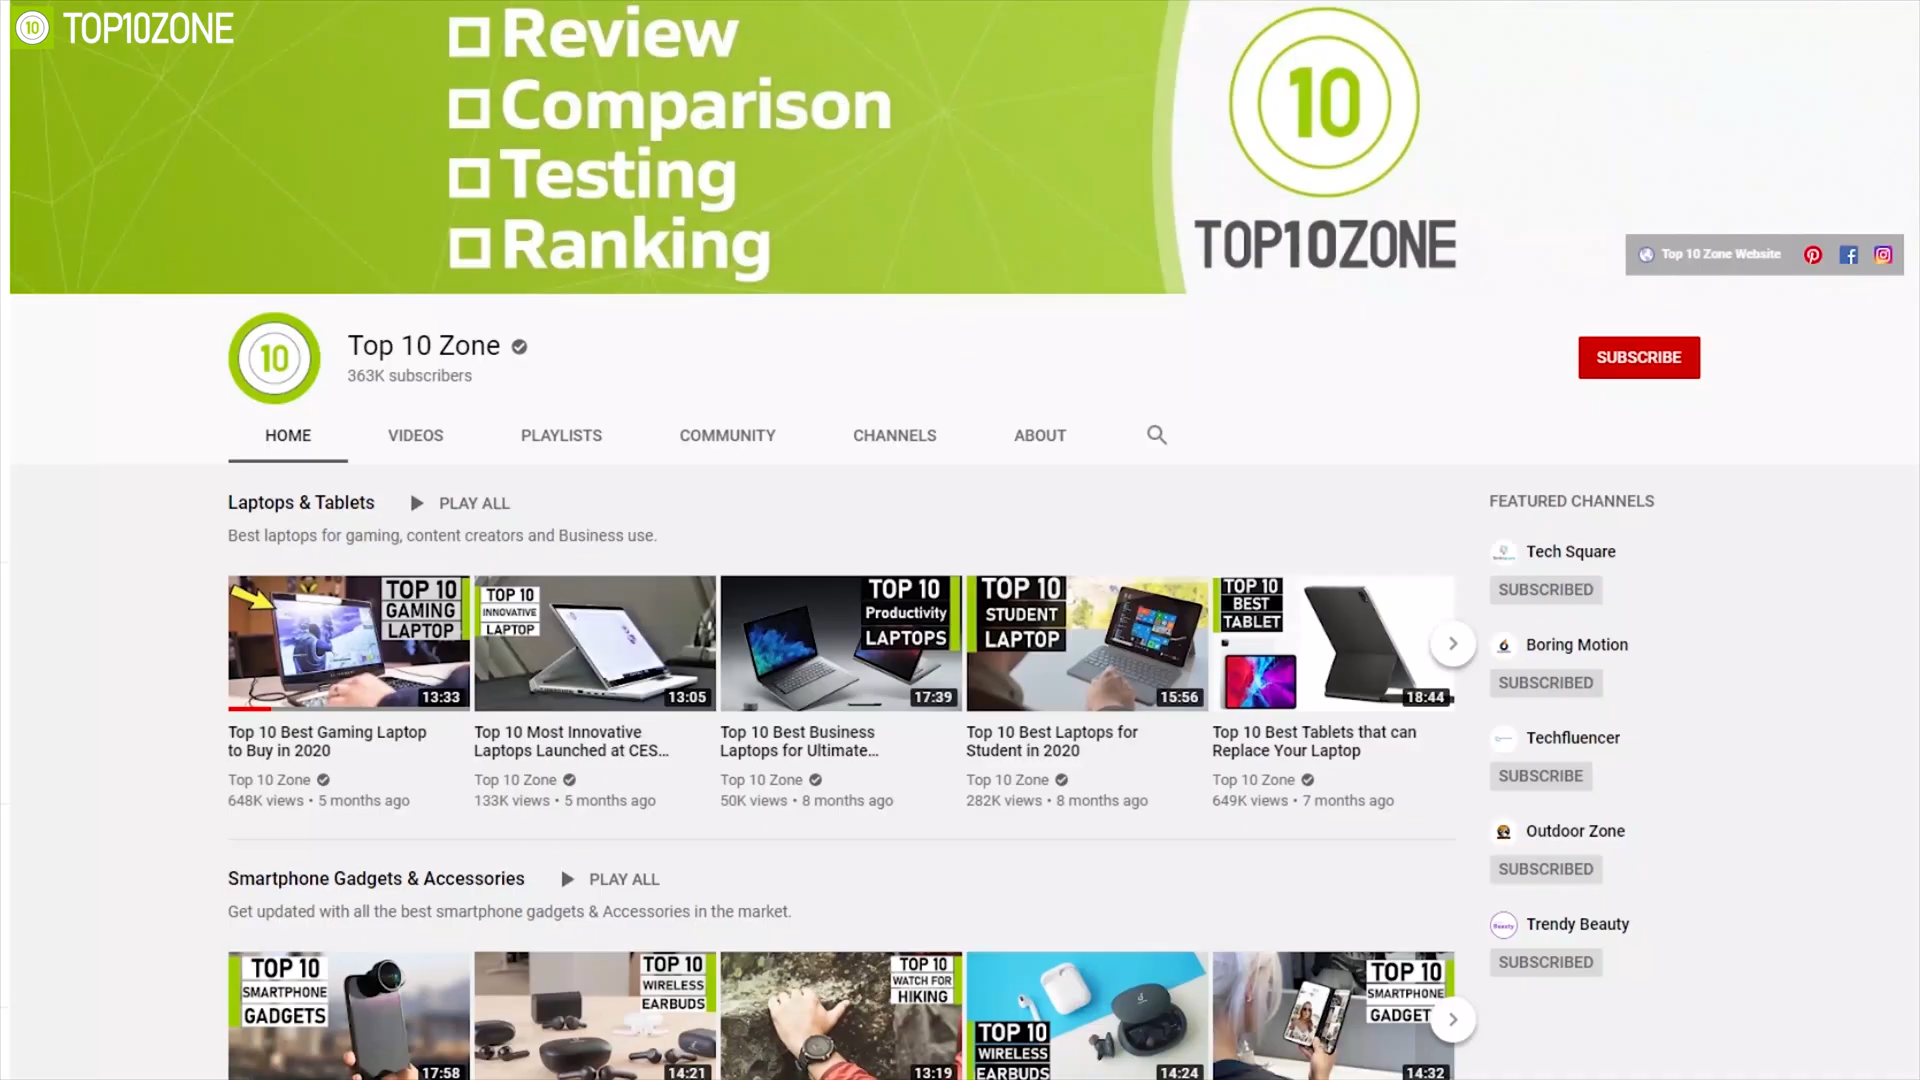 10 TOP10ZONE
Review
Comparison
Testing
Ranking
10
TOP10ZONE
Top 10 Zone Website
10
Top 10 Zone
363K subscribers
SUBSCRIBE
HOME
VIDEOS
PLAYLISTS
COMMUNITY
CHANNELS
ABOUT
Laptops & Tablets
PLAY ALL
Best laptops for gaming, content creators and Business use.
TOP 10
GAMING
LAPTOP
13:33
TOP 10
INNOVATIVE
LAPTOP
13:05
TOP 10
Productivity
LAPTOPS
17:39
TOP 10
STUDENT
LAPTOP
15:56
TOP 10
BEST
TABLET
18:44
Top 10 Best Gaming Laptop
to Buy in 2020
Top 10 Zone
648K views • 5 months ago
Top 10 Most Innovative
Laptops Launched at CES...
Top 10 Zone
133K views • 5 months ago
Top 10 Best Business
Laptops for Ultimate...
Top 10 Zone
50K views • 8 months ago
Top 10 Best Laptops for
Student in 2020
Top 10 Zone
282K views • 8 months ago
Top 10 Best Tablets that can
Replace Your Laptop
Top 10 Zone
649K views • 7 months ago
FEATURED CHANNELS
Tech Square
SUBSCRIBED
Boring Motion
SUBSCRIBED
Techfluencer
SUBSCRIBE
Outdoor Zone
SUBSCRIBED
Beauty
Trendy Beauty
SUBSCRIBED
Smartphone Gadgets & Accessories
PLAY ALL
Get updated with all the best smartphone gadgets & Accessories in the market.
TOP 10
SMARTPHONE
GADGETS
17:58
TOP 10
WIRELESS
EARBUDS
14:21
TOP 10
WATCH FOR
HIKING
13:19
TOP 10
WIRELESS
EARBUDS
14:24
TOP 10
SMARTPHONE
GADGET
14:32